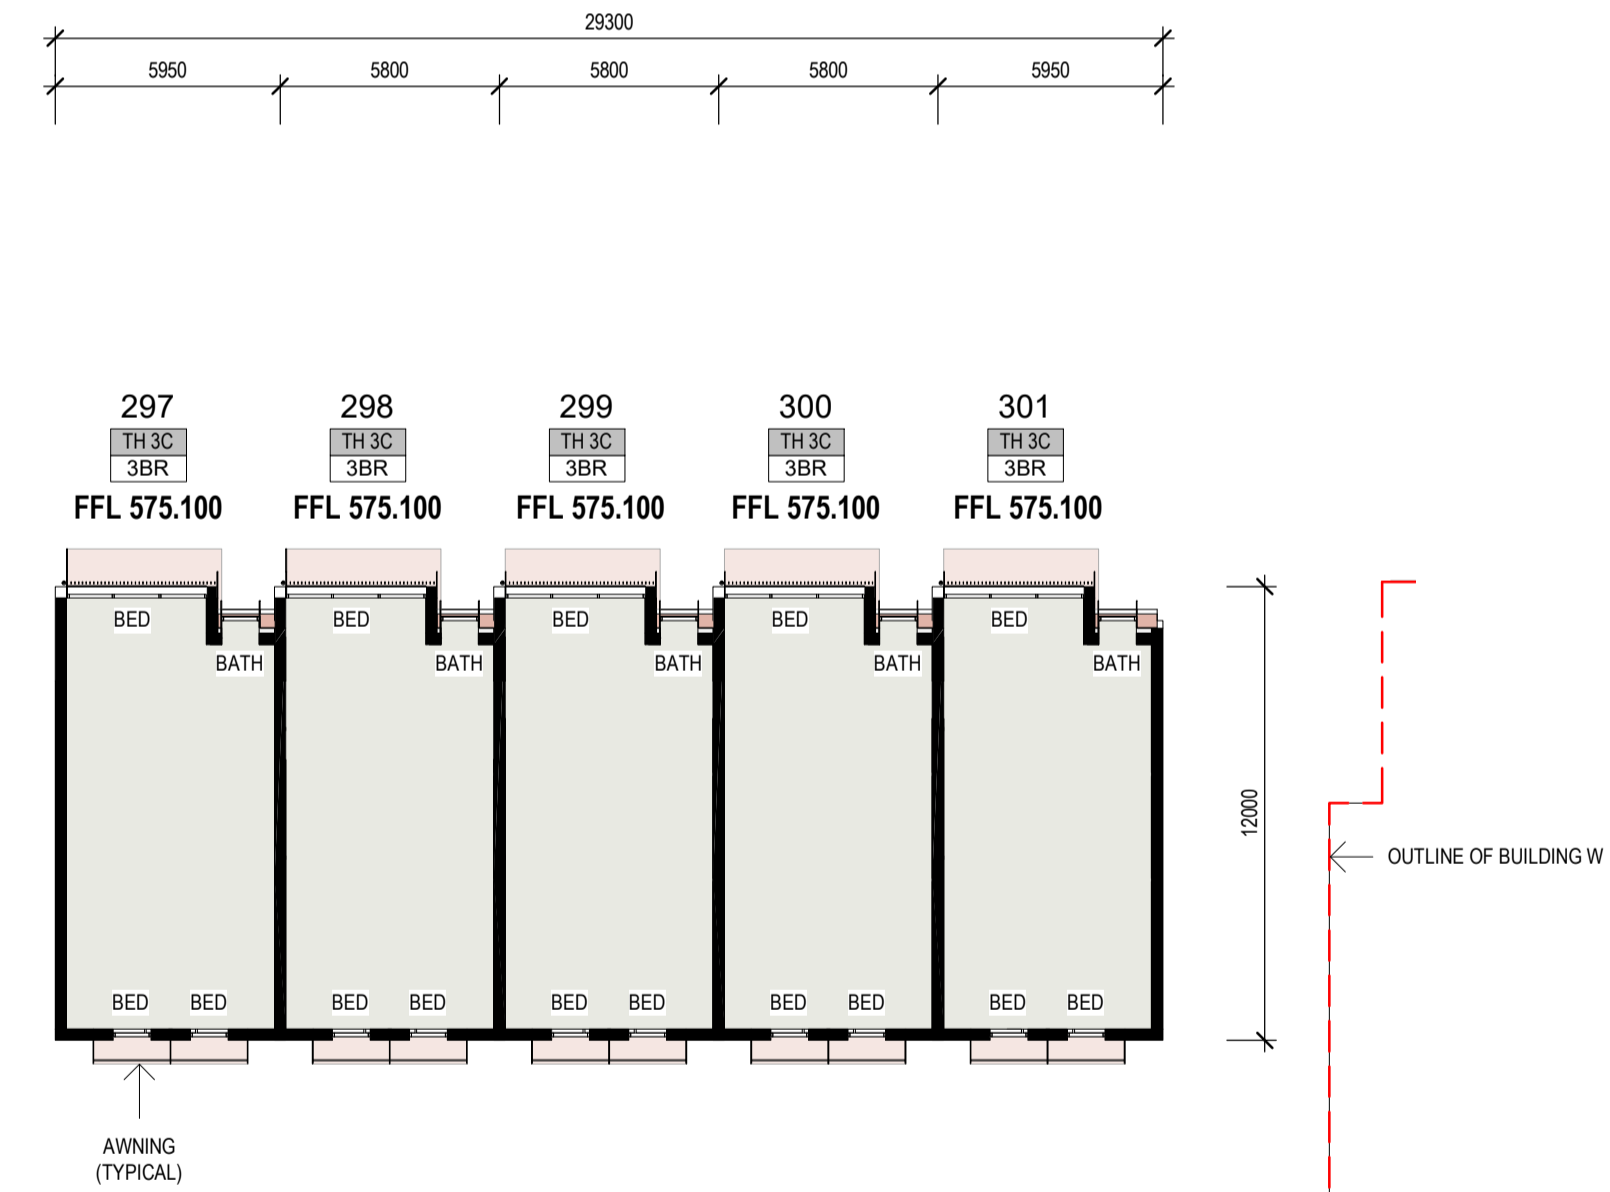 29300
5950 5800 5800 5800 5950
297 298 299 300 301
TH 3C TH 3C TH 3C TH 3C TH 3C
3BR 3BR 3BR 3BR 3BR
FFL 575.100 FFL 575.100 FFL 575.100 FFL 575.100 FFL 575.100
BED BED BED BED BED
BATH BATH BATH BATH BATH
12000
OUTLINE OF BUILDING W
BED BED BED BED BED BED BED BED BED BED
AWNING
(TYPICAL)